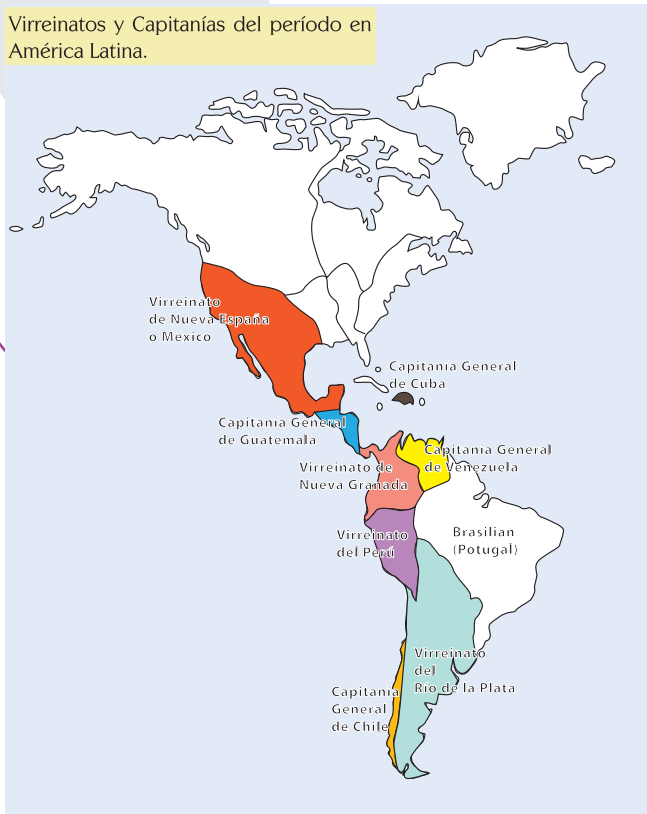 Virreinatos y Capitanías del período en
América Latina.
Virreinato
de Nueva España
o Mexico
Capitania General
de Cuba
Capitania General
de Guatemala
Capitania General
de Venezuela
Virreinato de
Nueva Granada
Virreinato
del Perú
Brasilian
(Potugal)
Virreinato
del
Río de la Plata
Capitania
General
de Chile